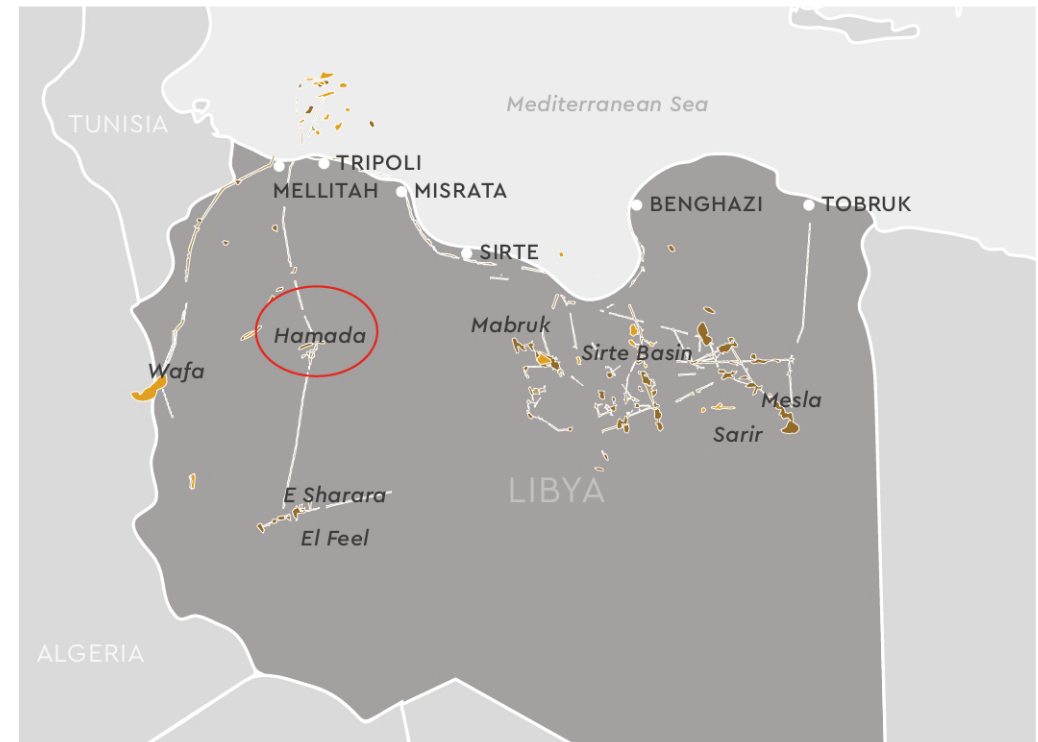 Mediterranean Sea
TUNISIA
TRIPOLI
MELLITAH
MISRATA
BENGHAZI
TOBRUK
SIRTE
Hamada
Mabruk
Sirte Basin
Wafa
Mesla
Sarir
LIBYA
E Sharara
El Feel
ALGERIA